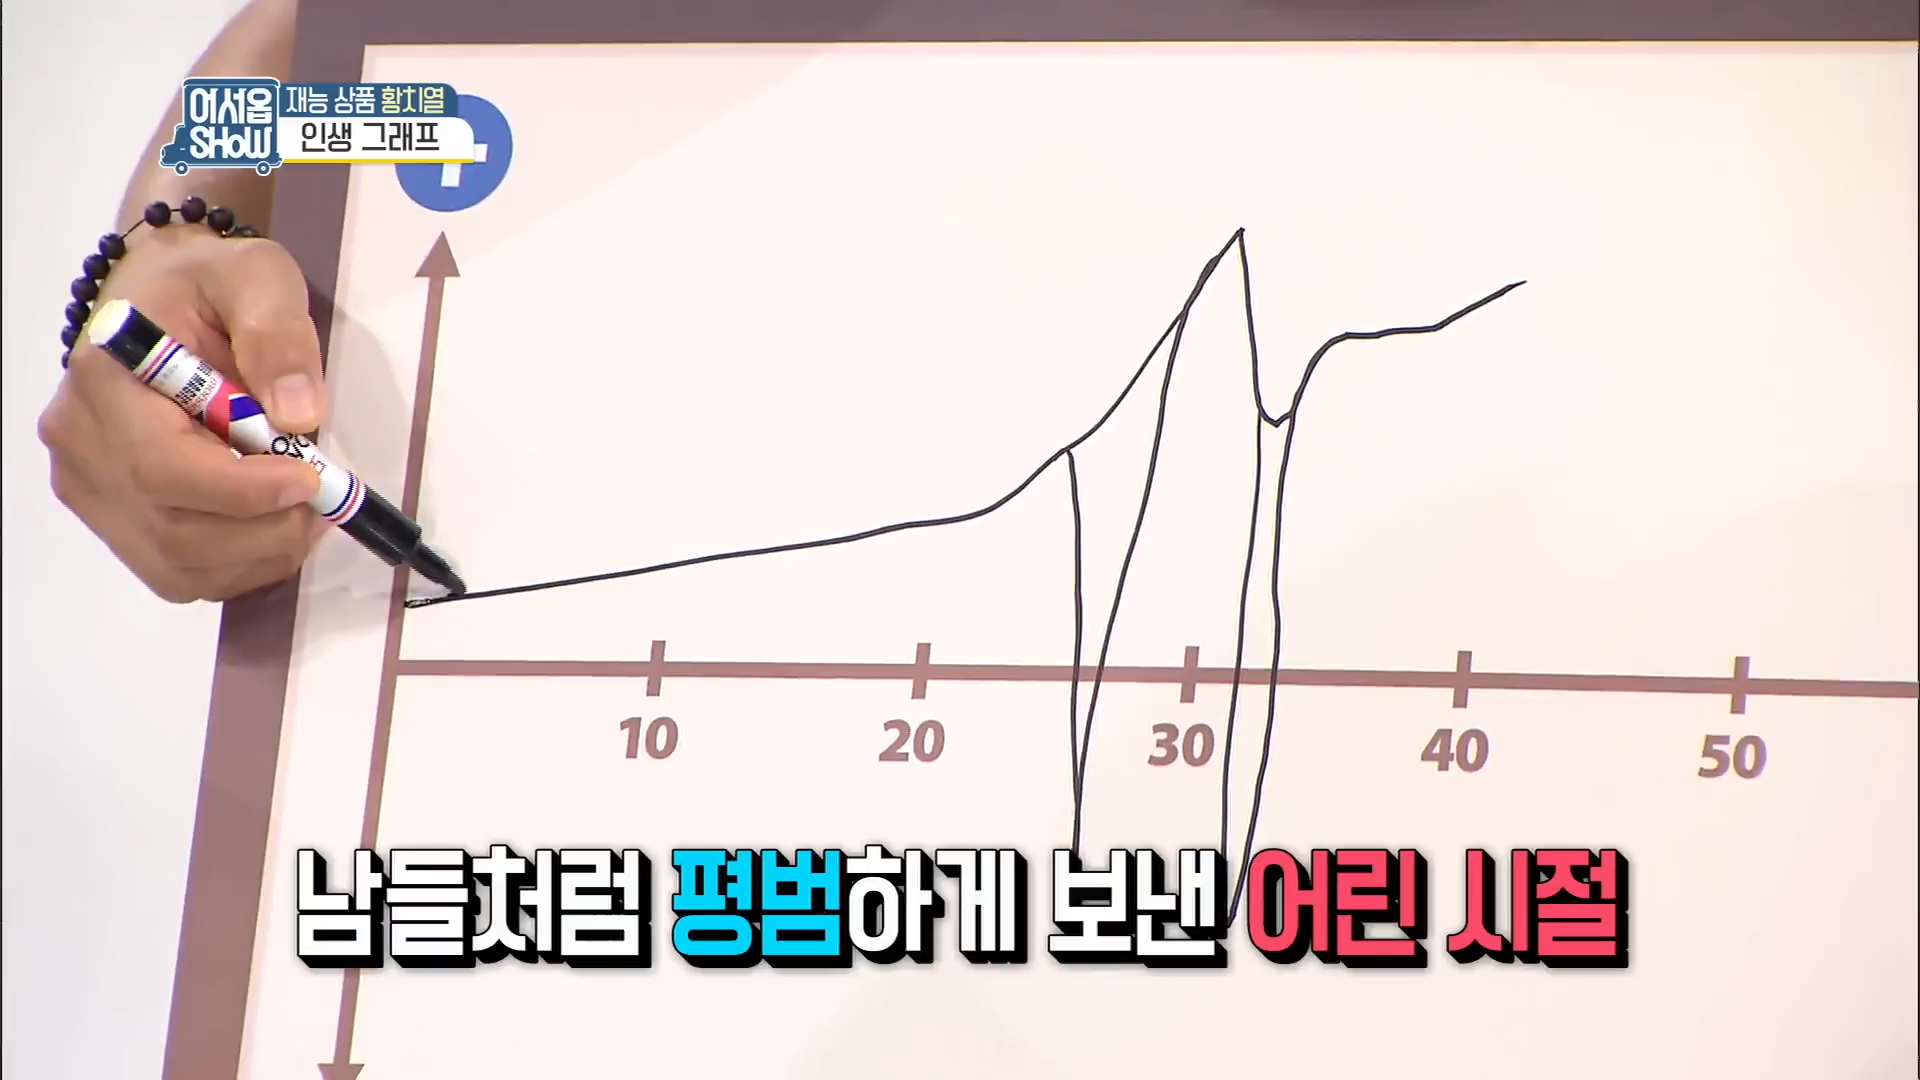 어서옵
SHOW
재능 상품 황치열
인생 그래프
10 20 30 40 50
남들처럼 평범하게 보낸 어린 시절